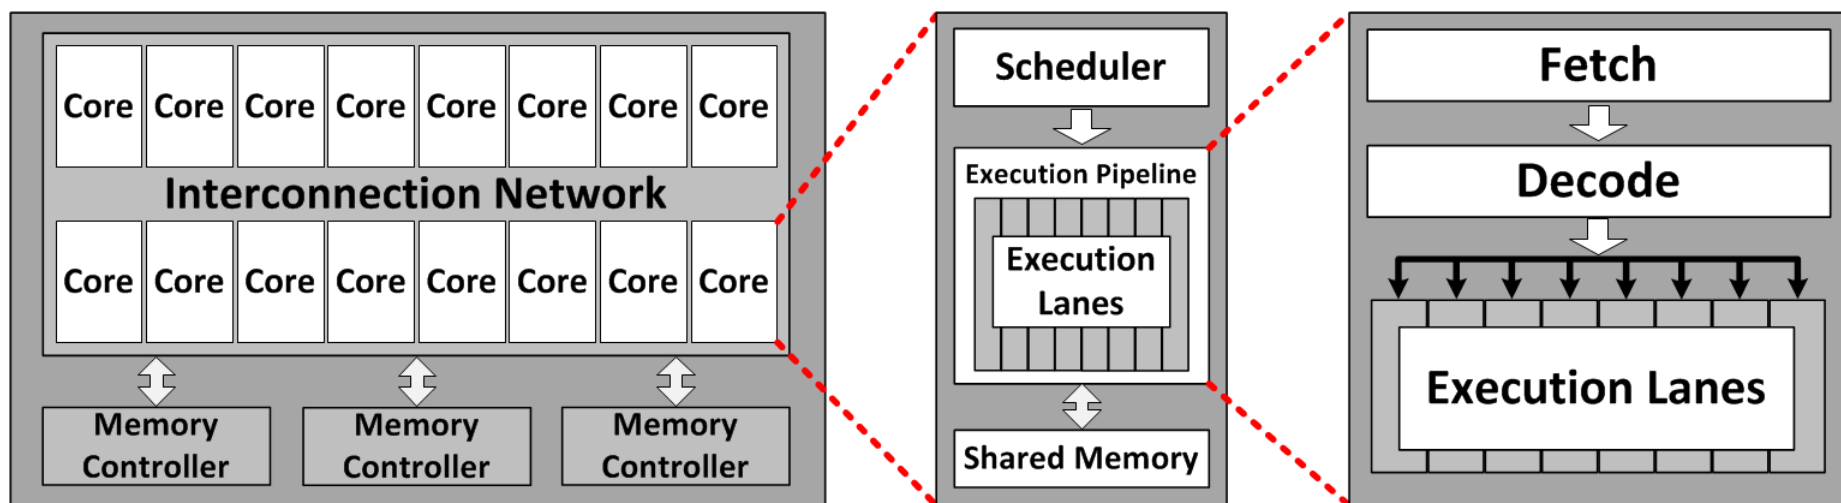 Core Core Core Core Core Core Core Core
Interconnection Network
Core Core Core Core Core Core Core Core
Memory
Controller
Memory
Controller
Memory
Controller
Scheduler
Execution Pipeline
Execution
Lanes
Shared Memory
Fetch
Decode
Execution Lanes